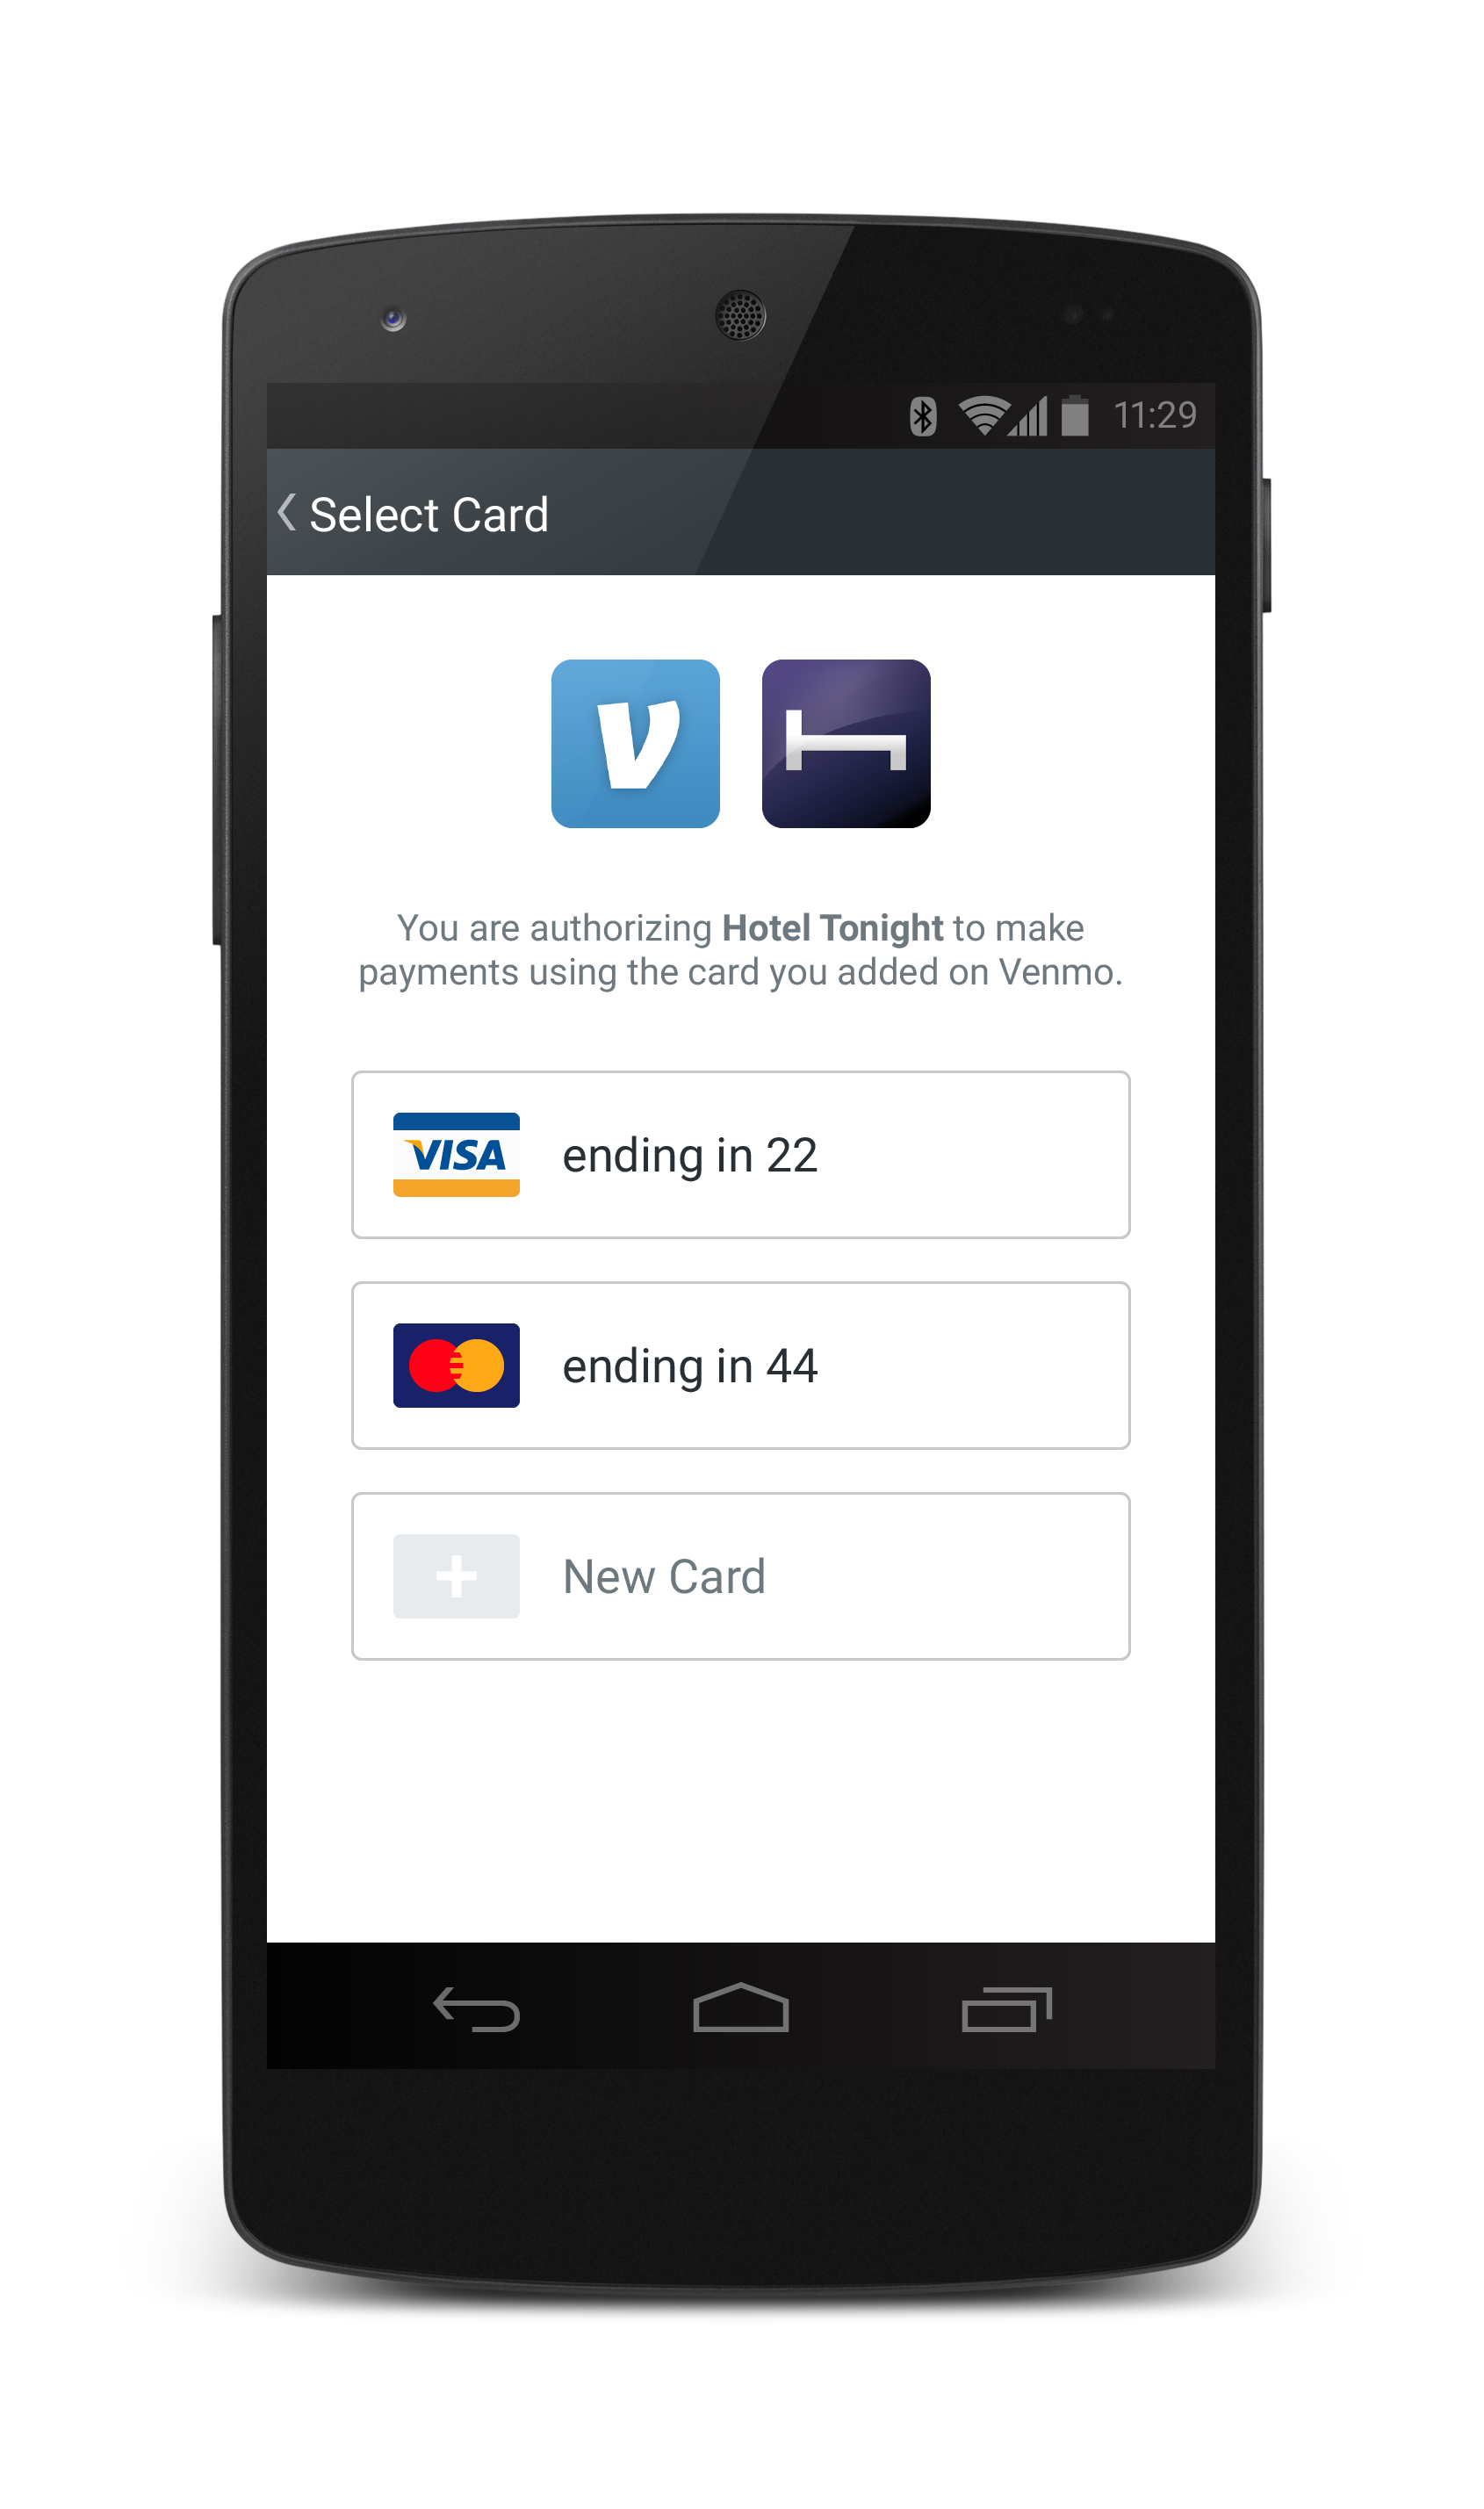 11:29
Select Card
You are authorizing Hotel Tonight to make
payments using the card you added on Venmo.
VISA ending in 22
ending in 44
New Card